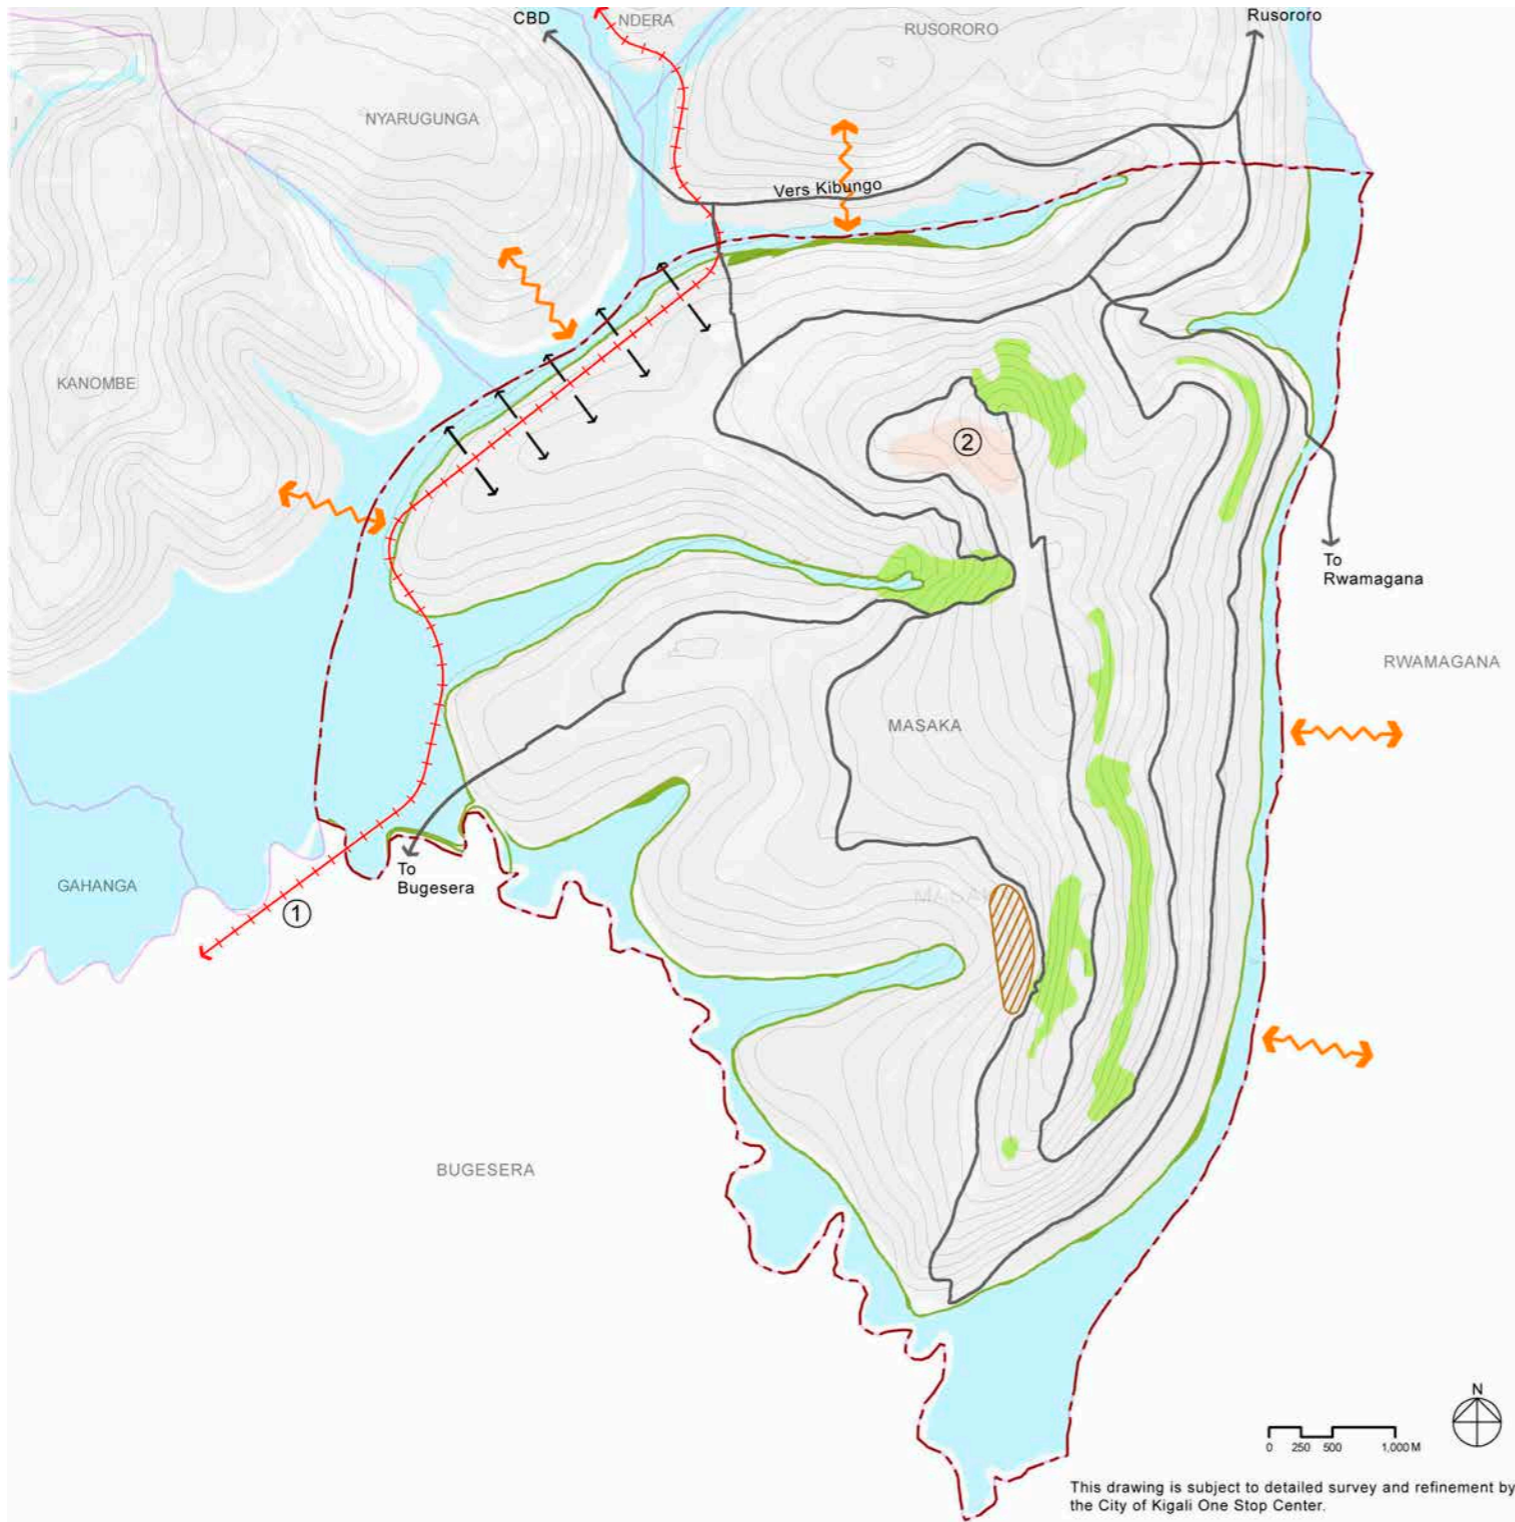 CBD
NDERA
RUSORORO
Rusororo
NYARUGUNGA
Vers Kibungo
KANOMBE
2
To
Rwamagana
RWAMAGANA
MASAKA
To
Bugesera
GAHANGA
1
BUGESERA
N
0 250 500 1,000M
This drawing is subject to detailed survey and refinement by
the City of Kigali One Stop Center.